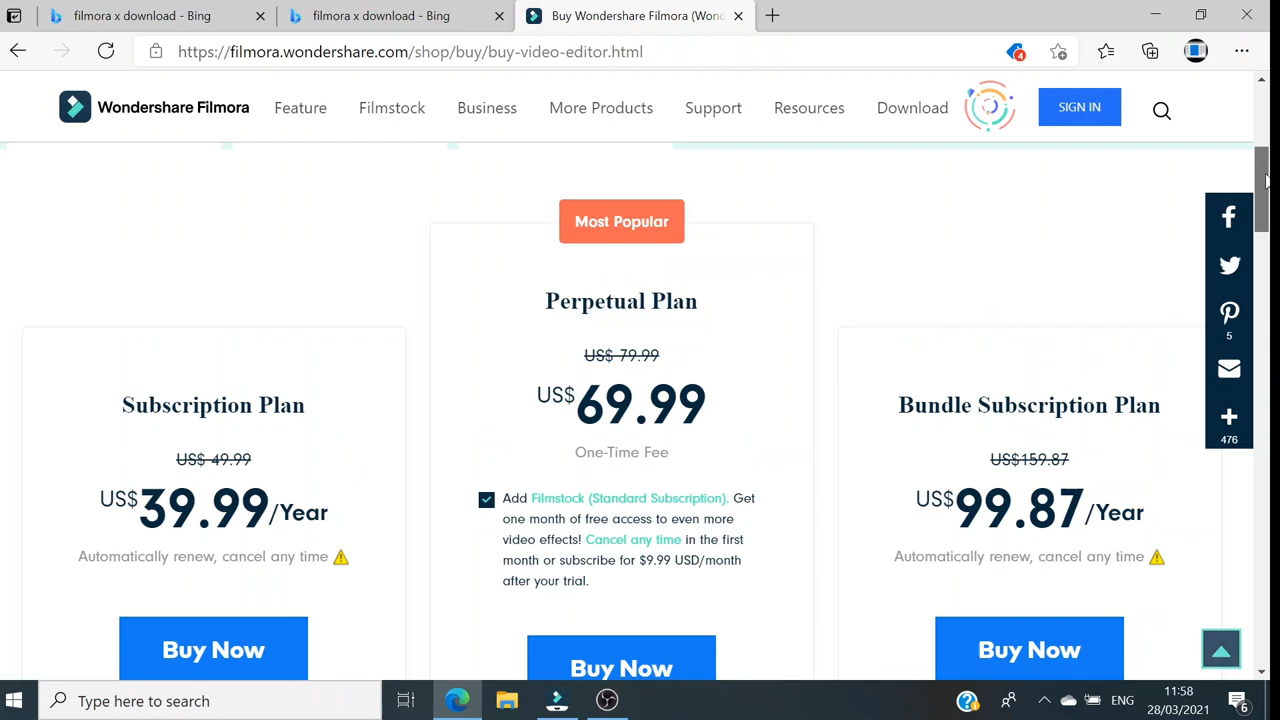 filmora x download - Bing
filmora x download - Bing
Buy Wondershare Filmora (Wond
https://filmora.wondershare.com/shop/buy/buy-video-editor.html
4
Wondershare Filmora
Feature
Filmstock
Business
More Products
Support
Resources
Download
SIGN IN
Most Popular
Perpetual Plan
US$ 79.99
US$69.99
One-Time Fee
Add Filmstock (Standard Subscription). Get
one month of free access to even more
video effects! Cancel any time in the first
month or subscribe for $9.99 USD/month
after your trial.
Buy Now
Subscription Plan
US$ 49.99
US$39.99/Year
Automatically renew, cancel any time
Buy Now
Bundle Subscription Plan
US$159.87
US$99.87/Year
Automatically renew, cancel any time
Buy Now
5
476
Type here to search
ENG
11:58
28/03/2021
6